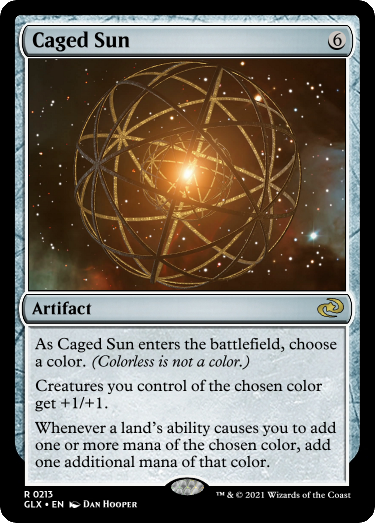 Caged Sun 6
Artifact
As Caged Sun enters the battlefield, choose
a color. (Colorless is not a color.)
Creatures you control of the chosen color
get +1/+1.
Whenever a land's ability causes you to add
one or more mana of the chosen color, add
one additional mana of that color.
R 0213
GLX • EN Dan Hooper
™ & © 2021 Wizards of the Coast